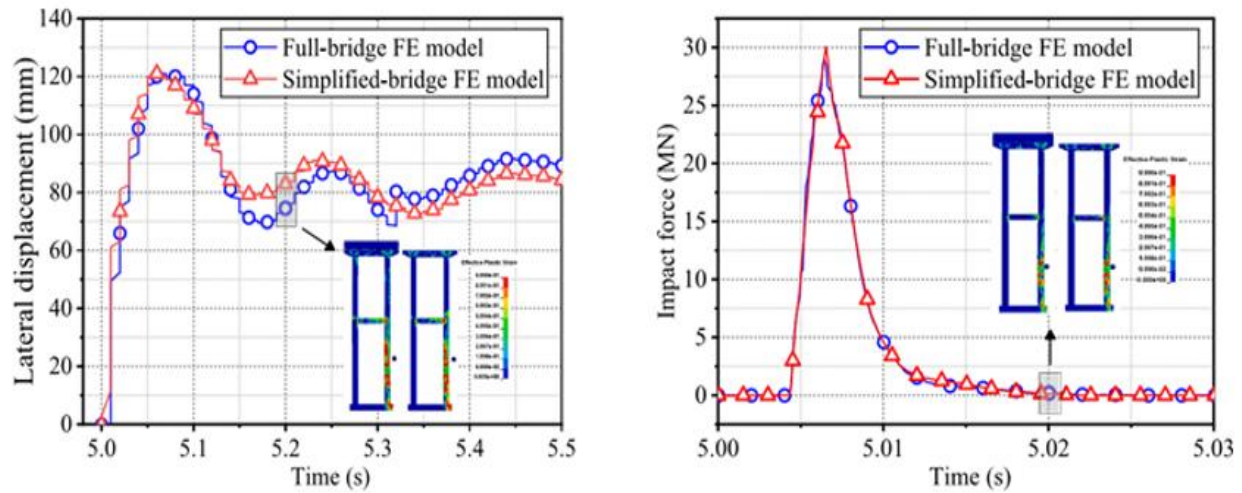 140
120
100
80
60
40
20
0
Lateral displacement (mm)
Full-bridge FE model
Simplified-bridge FE model
Effective Plastic Strain
5.0 5.1 5.2 5.3 5.4 5.5
Time (s)
30
25
20
15
10
5
0
Impact force (MN)
Full-bridge FE model
Simplified-bridge FE model
Effective Plastic Strain
5.00 5.01 5.02 5.03
Time (s)